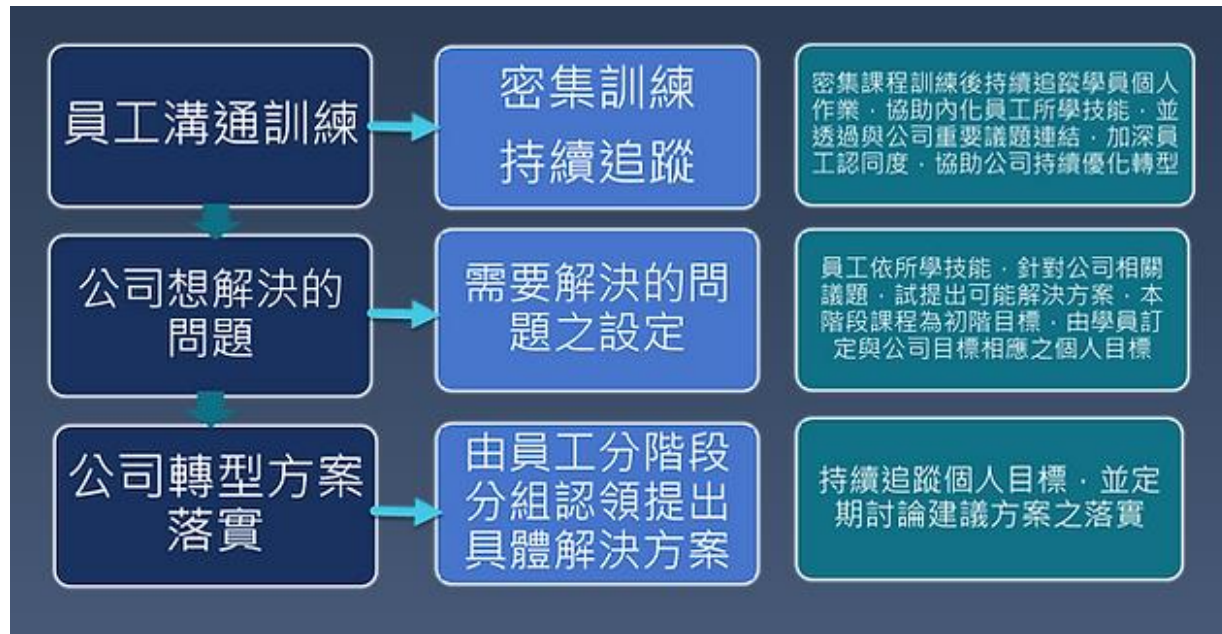 員工溝通訓練
密集訓練
持續追蹤
密集課程訓練後持續追蹤學員個人
作業，協助內化員工所學技能，並
透過與公司重要議題連結，加深員
工認同度，協助公司持續優化轉型
公司想解決的
問題
需要解決的問
題之設定
員工依所學技能，針對公司相關
議題，試提出可能解決方案，本
階段課程為初階目標，由學員訂
定與公司目標相應之個人目標
公司轉型方案
落實
由員工分階段
分組認領提出
具體解決方案
持續追蹤個人目標，並定
期討論建議方案之落實